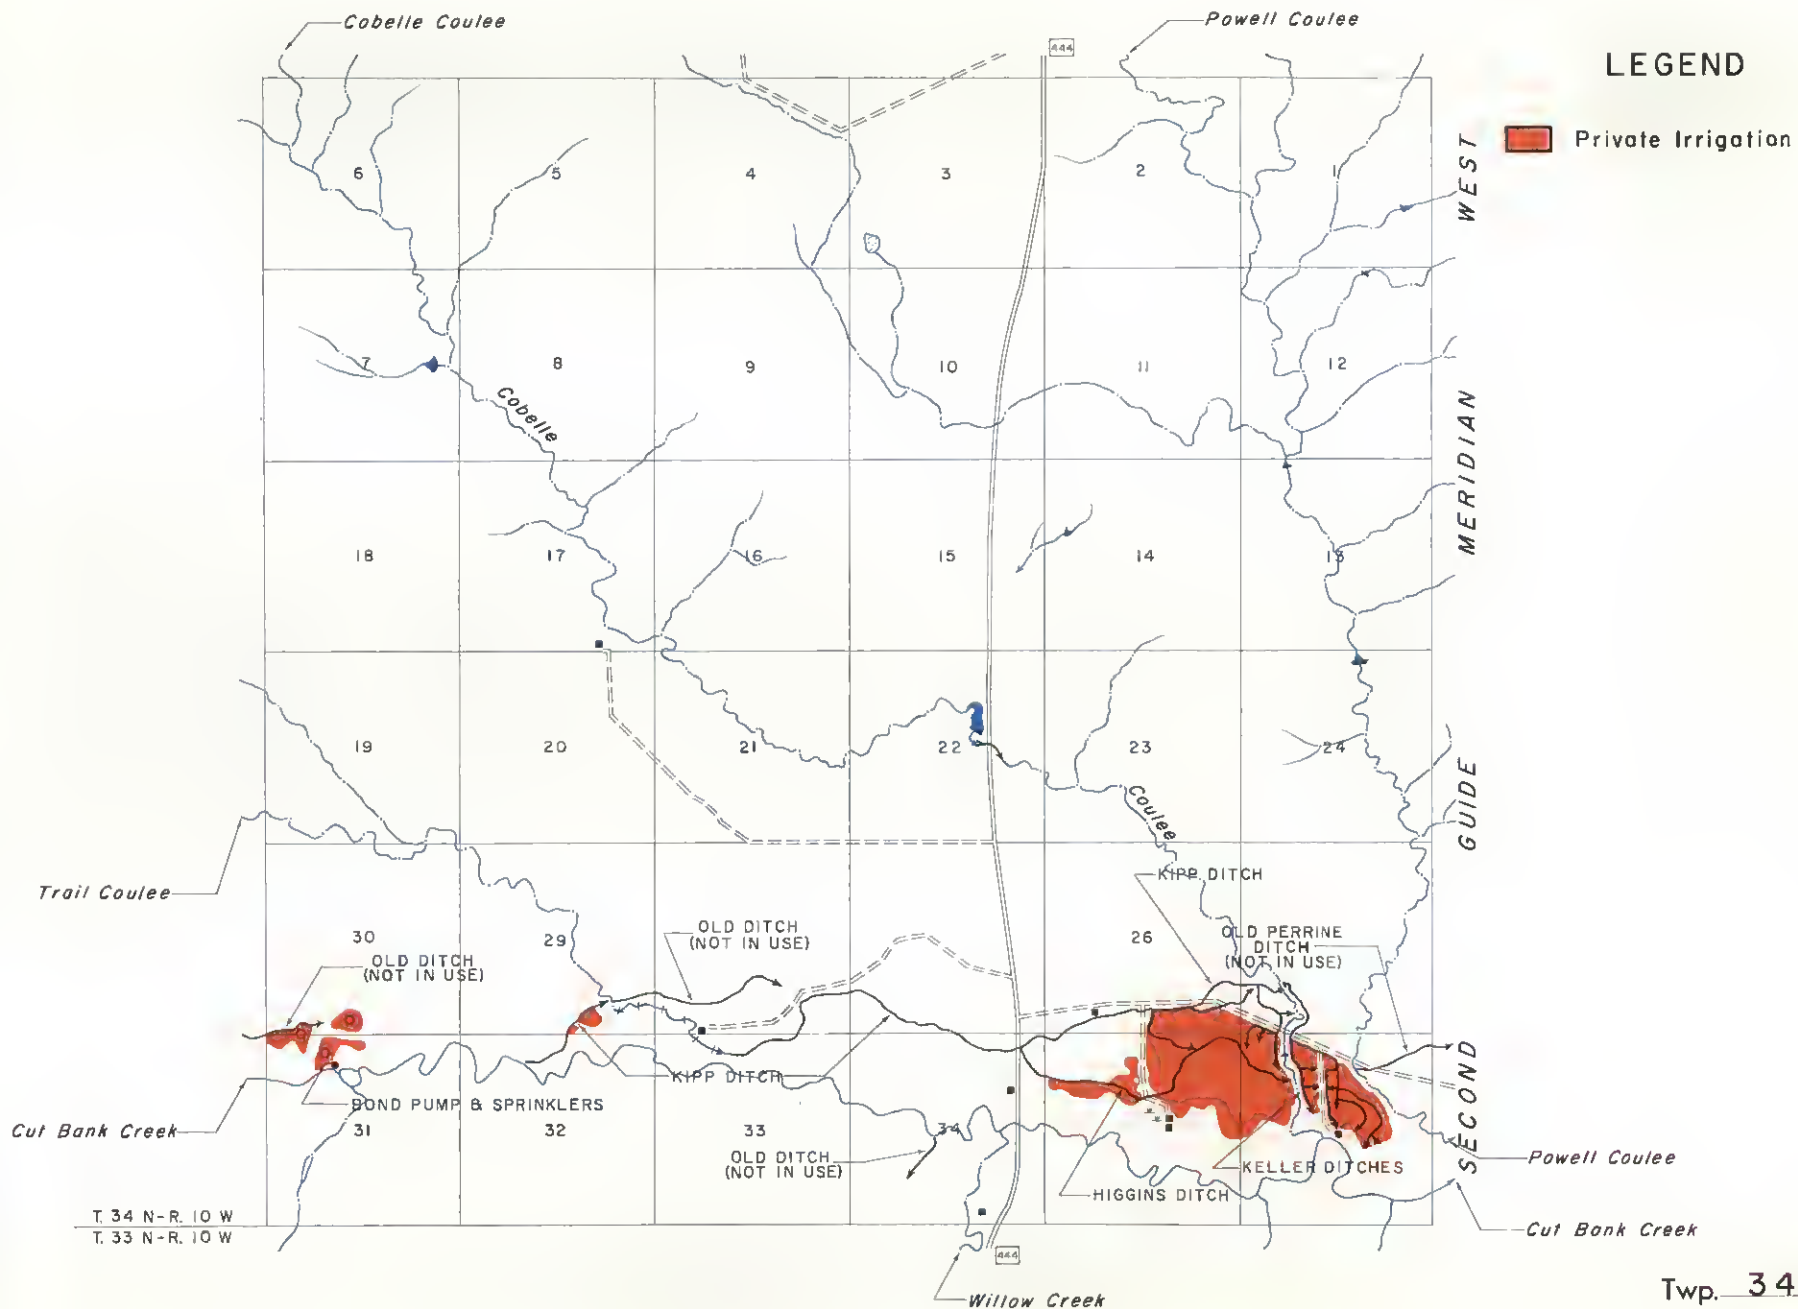 Cobelle Coulee
Powell Coulee
444
LEGEND
Private Irrigation
6
5
4
3
2
1
WEST
7
8
9
10
11
12
Cobelle
MERIDIAN
18
17
16
15
14
13
19
20
21
22
23
24
Coulee
GUIDE
Trail Coulee
KIPP DITCH
30
29
26
OLD DITCH
(NOT IN USE)
OLD DITCH
(NOT IN USE)
OLD PERRINE
DITCH
(NOT IN USE)
KIPP DITCH
BOND PUMP & SPRINKLERS
Cut Bank Creek
31
32
33
34
OLD DITCH
(NOT IN USE)
KELLER DITCHES
HIGGINS DITCH
SECOND
Powell Coulee
T. 34 N-R. 10 W
T. 33 N-R. 10 W
Cut Bank Creek
444
Willow Creek
Twp. 34